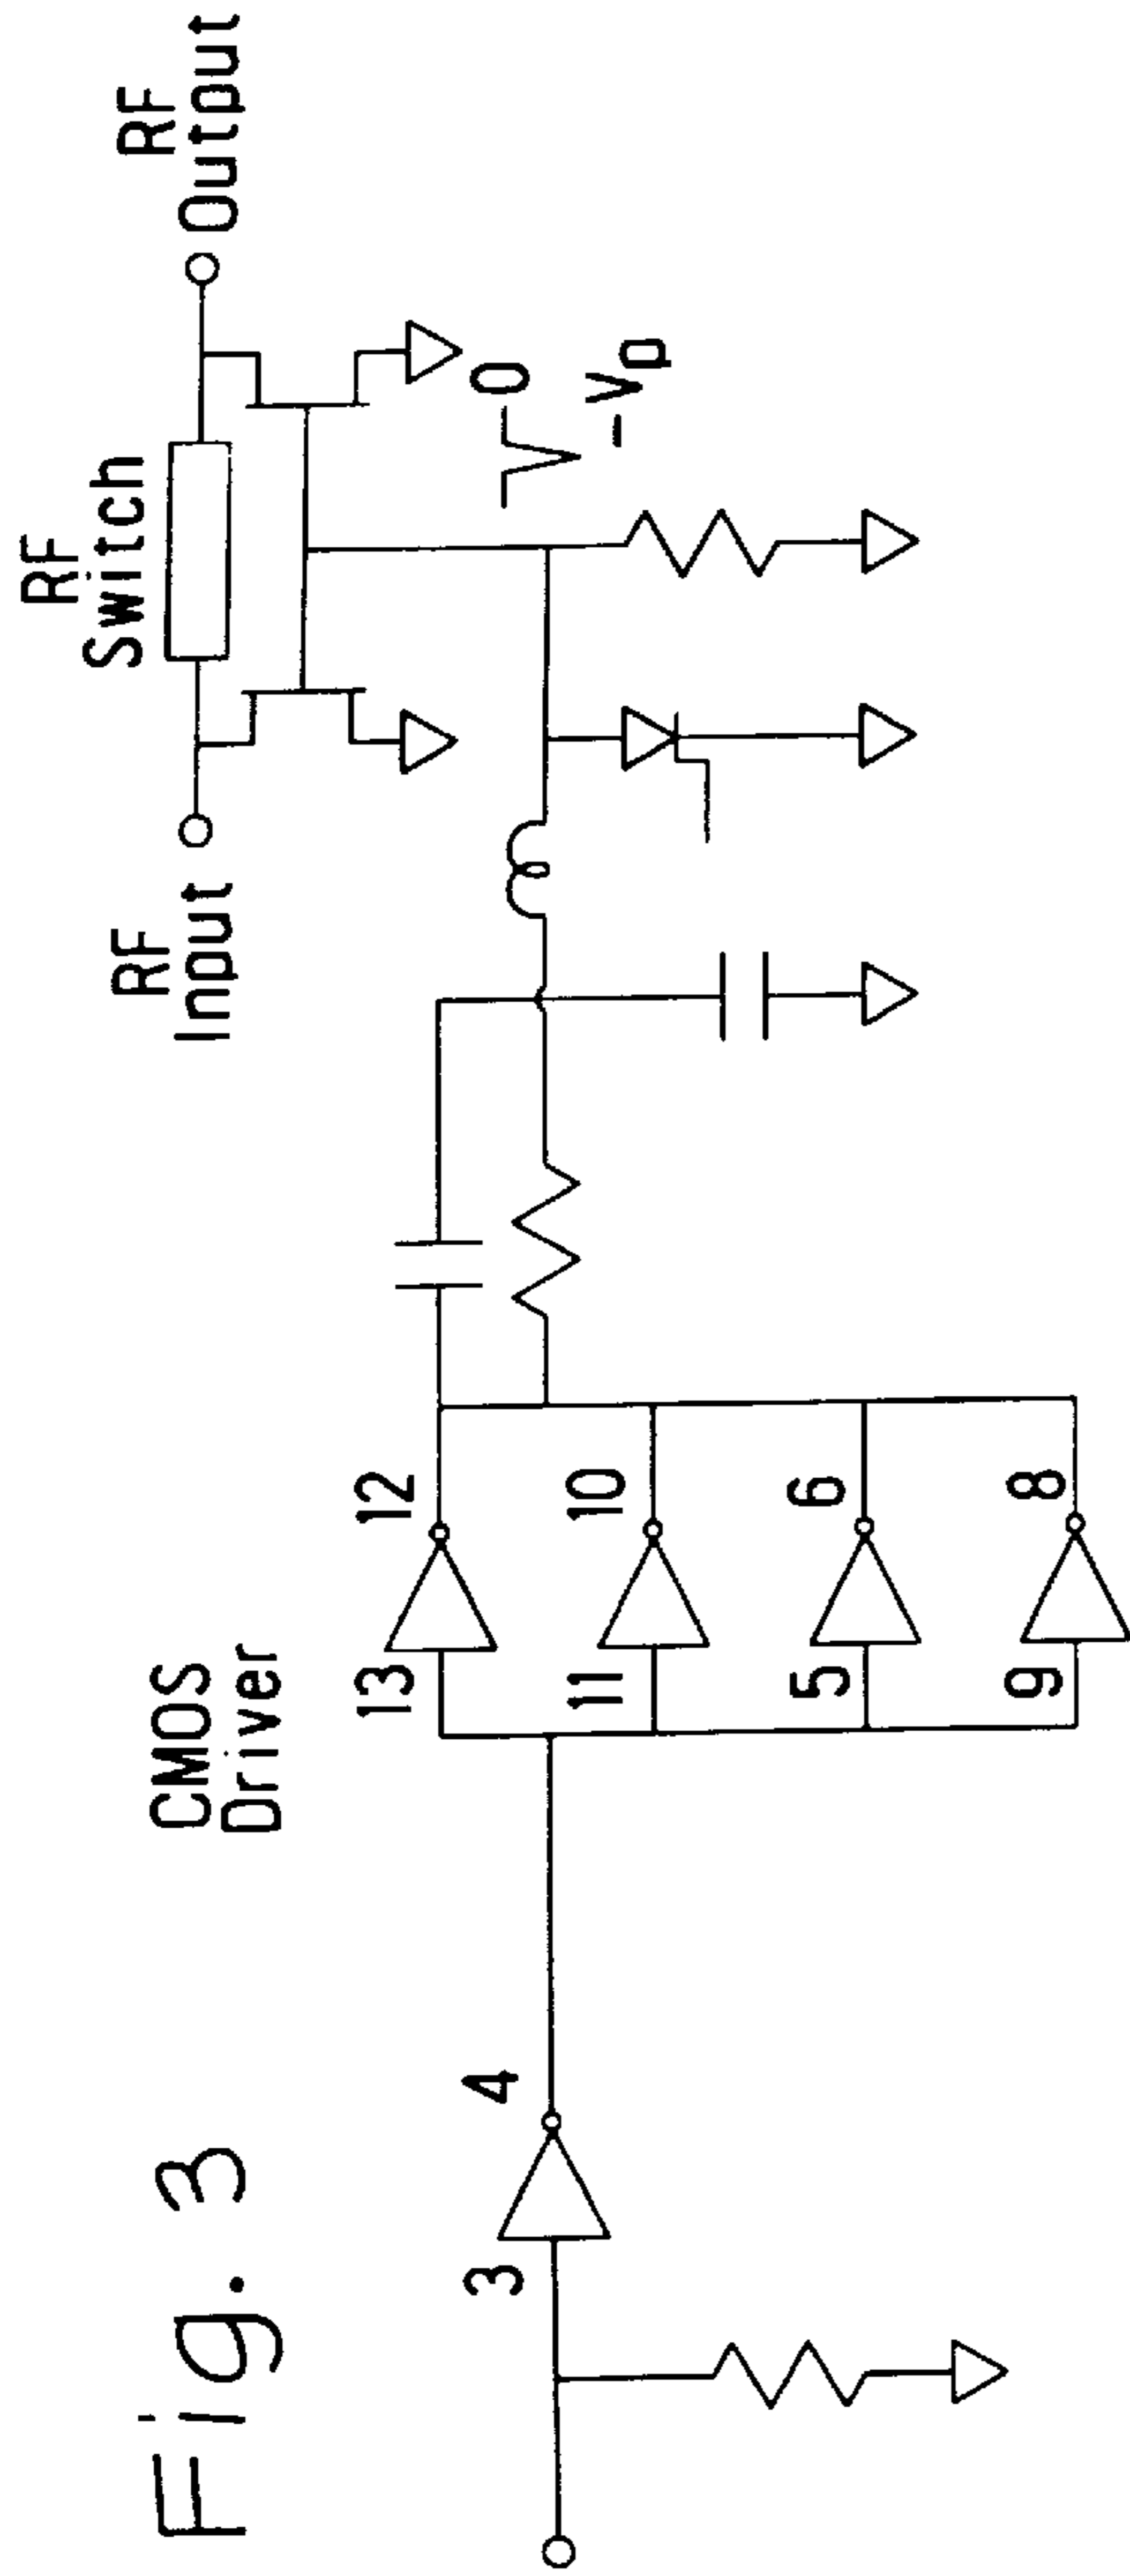 Fig. 3
CMOS
Driver
RF
Input
RF
Switch
RF
Output
3
4
13
12
11
10
5
6
9
8
0
-Vp